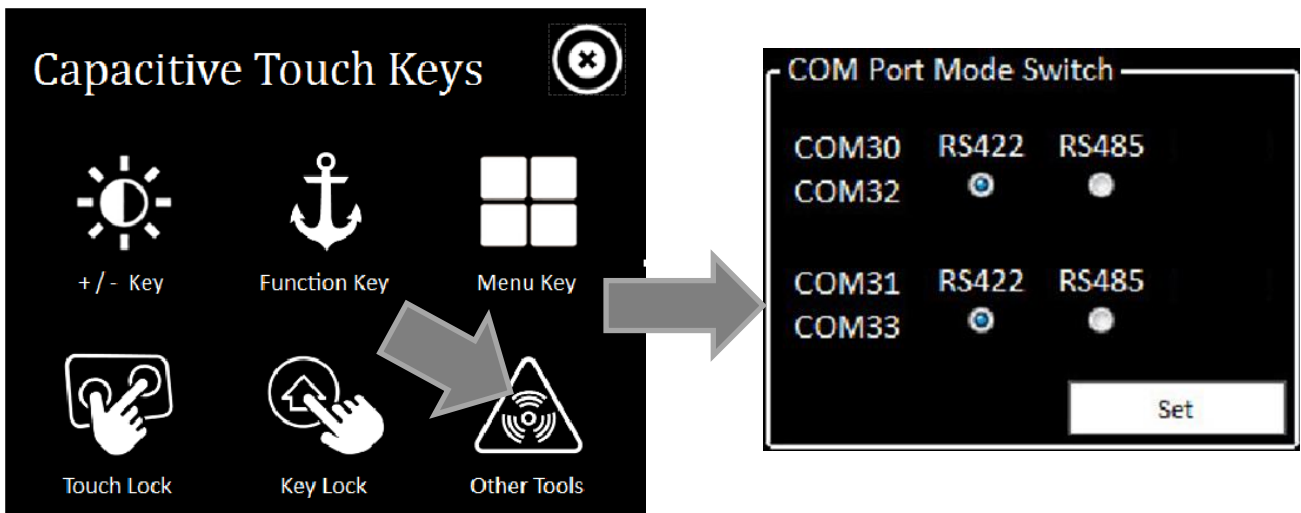 Capacitive Touch Keys
+ / - Key
Function Key
Menu Key
Touch Lock
Key Lock
Other Tools
COM Port Mode Switch
COM30 RS422 RS485
COM32
COM31 RS422 RS485
COM33
Set